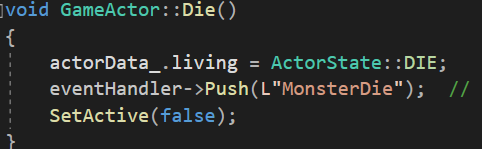 void GameActor::Die()
{
actorData_.living = ActorState::DIE;
eventHandler->Push(L"MonsterDie"); //
SetActive(false);
}